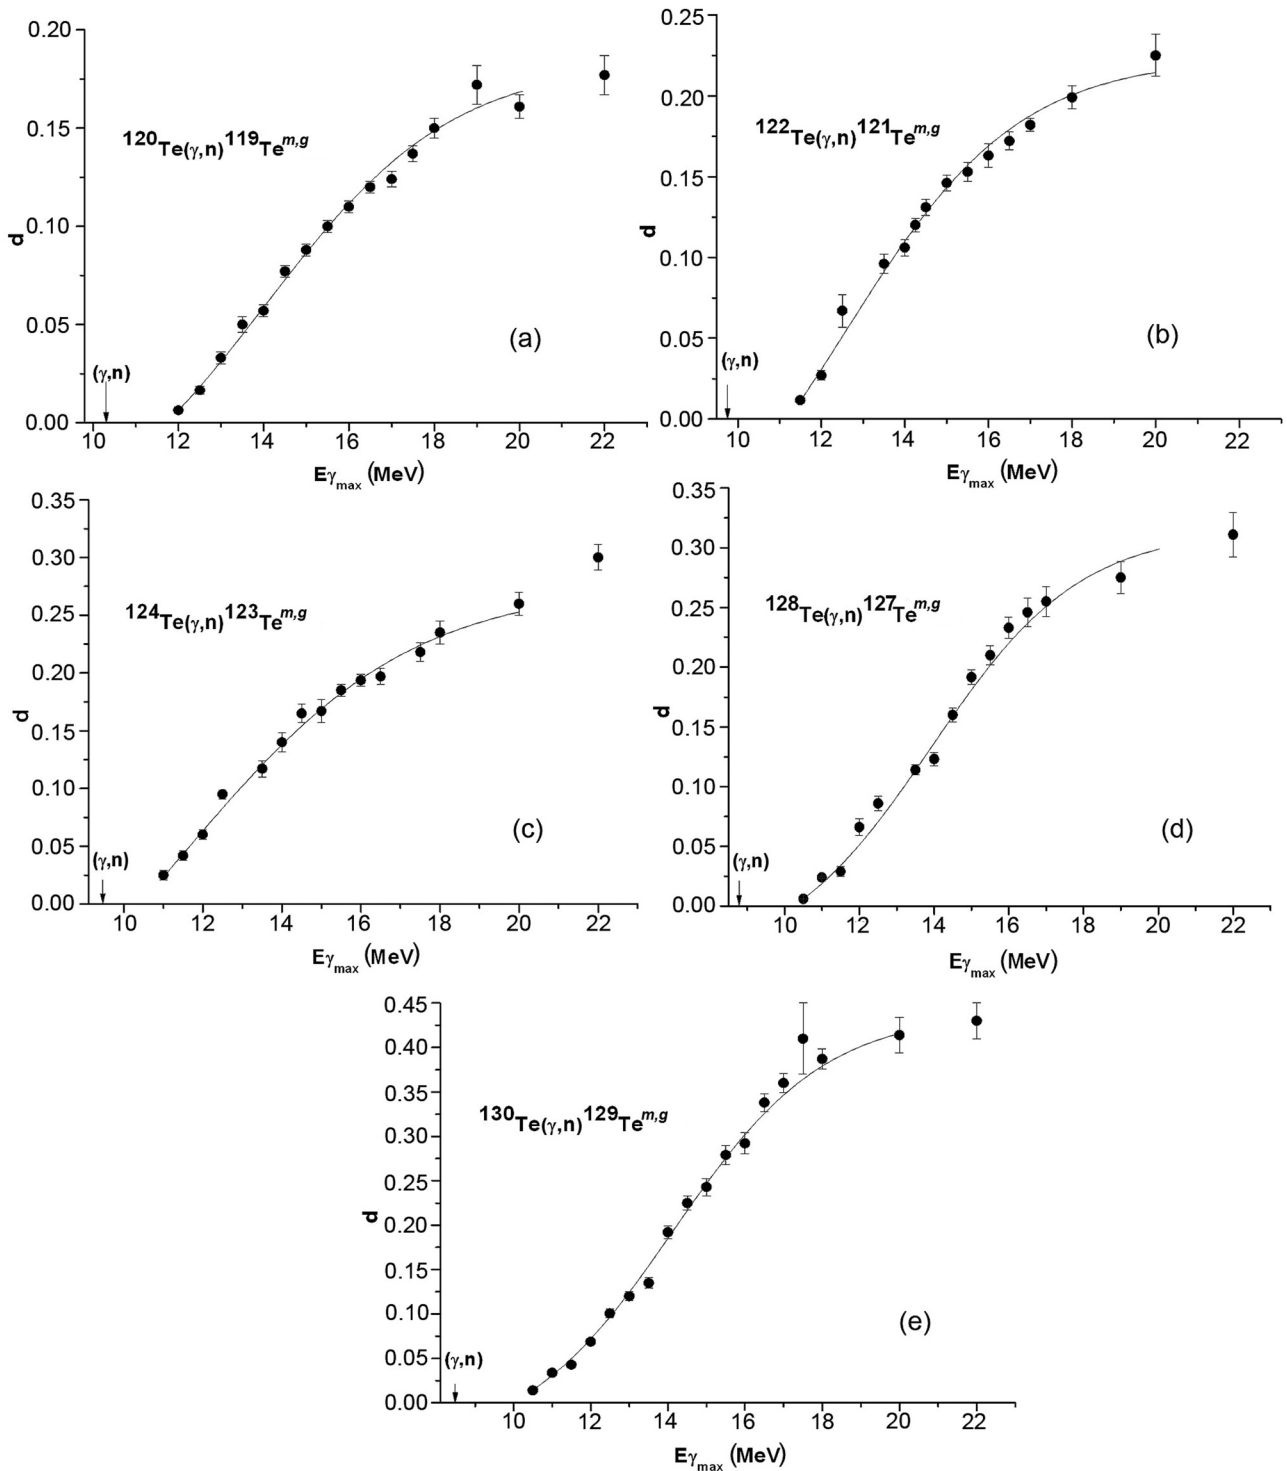 0.20
0.15
0.10
0.05
0.00
d
120Te(γ,n)119Tem,g
(a)
(γ,n)
10 12 14 16 18 20 22
Eγmax (MeV)
0.25
0.20
0.15
0.10
0.05
0.00
d
122Te(γ,n)121Tem,g
(b)
(γ,n)
10 12 14 16 18 20 22
Eγmax (MeV)
0.35
0.30
0.25
0.20
0.15
0.10
0.05
0.00
d
124Te(γ,n)123Tem,g
(c)
(γ,n)
10 12 14 16 18 20 22
Eγmax (MeV)
0.35
0.30
0.25
0.20
0.15
0.10
0.05
0.00
d
128Te(γ,n)127Tem,g
(d)
(γ,n)
10 12 14 16 18 20 22
Eγmax (MeV)
0.45
0.40
0.35
0.30
0.25
0.20
0.15
0.10
0.05
0.00
d
130Te(γ,n)129Tem,g
(e)
(γ,n)
10 12 14 16 18 20 22
Eγmax (MeV)